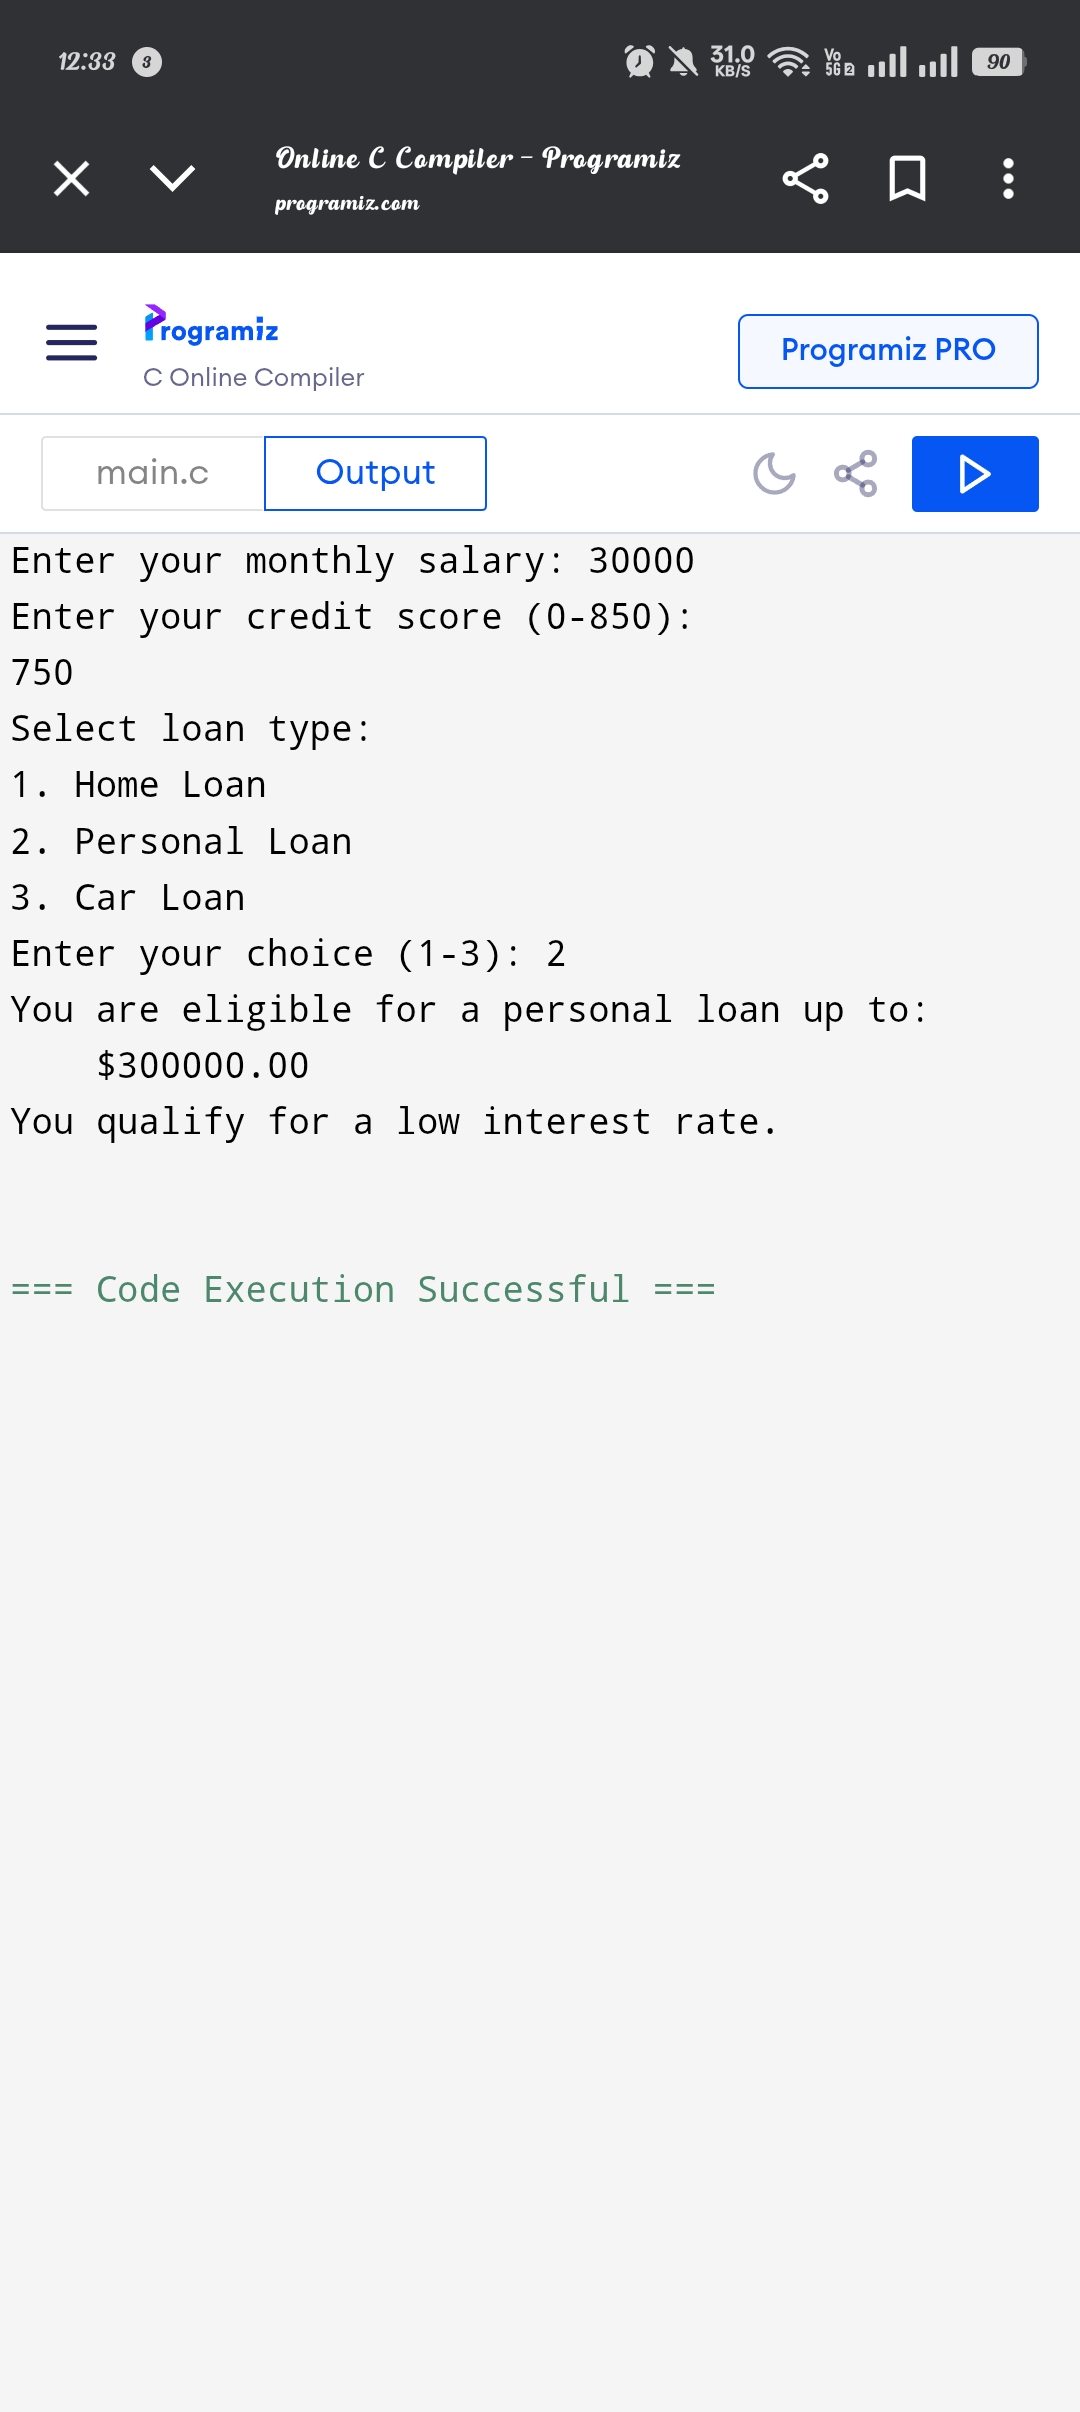 12:33 3 31.0 KB/S Vo 5G 2 90
Online C Compiler - Programiz
programiz.com
Programiz
C Online Compiler
Programiz PRO
main.c Output
Enter your monthly salary: 30000
Enter your credit score (0-850):
750
Select loan type:
1. Home Loan
2. Personal Loan
3. Car Loan
Enter your choice (1-3): 2
You are eligible for a personal loan up to:
$300000.00
You qualify for a low interest rate.
=== Code Execution Successful ===